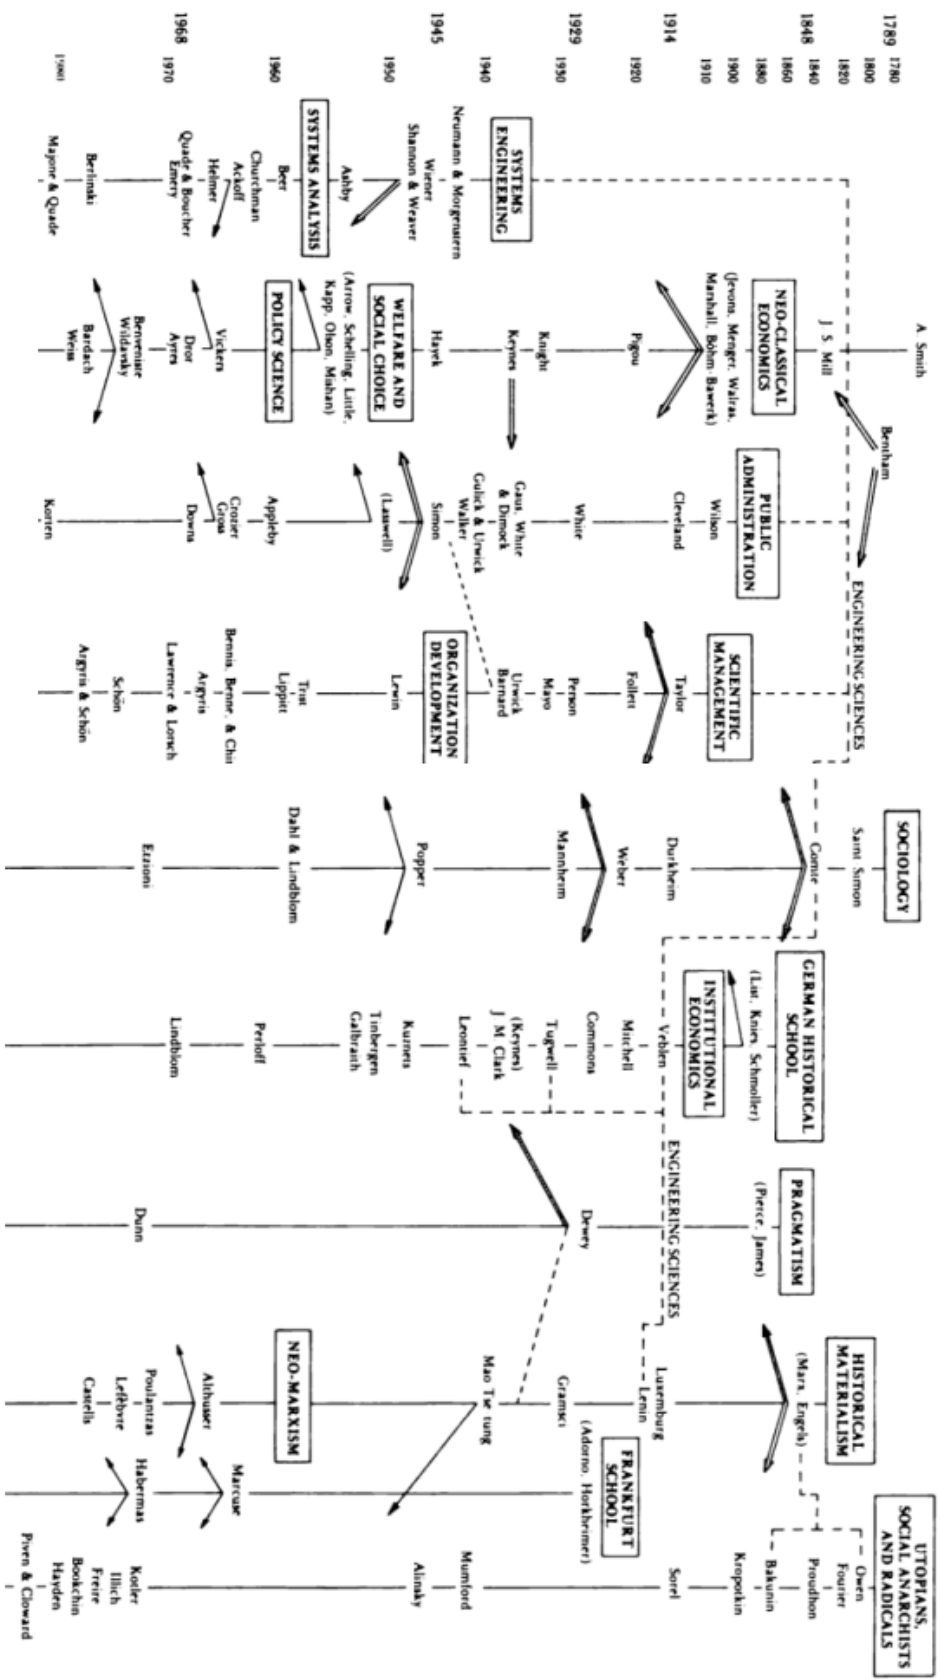 1789
1848
1914
1929
1945
1968
1780
1800
1820
1840
1860
1880
1900
1910
1920
1930
1940
1950
1960
1970
SYSTEMS
ENGINEERING
Neumann & Morgenstern
Wiener
Shannon & Weaver
Ashby
SYSTEMS ANALYSIS
Beer
Churchman
Ackoff
Helmer
Quade & Boucher
Emery
Berlinski
Majone & Quade
A. Smith
J. S. Mill
NEO-CLASSICAL
ECONOMICS
(Jevons, Menger, Walras,
Marshall, Böhm-Bawerk)
Pigou
Knight
Keynes
Hayek
WELFARE AND
SOCIAL CHOICE
(Arrow, Schelling, Little,
Kapp, Olson, Mishan)
POLICY SCIENCE
Vickers
Dror
Ayres
Benveniste
Wildavsky
Bardach
Weiss
Bentham
PUBLIC
ADMINISTRATION
Wilson
Cleveland
White
Gaus, White
& Dimock
Gulick & Urwick
Walker
Simon
(Lasswell)
Appleby
Crozier
Gross
Downs
Korten
ENGINEERING SCIENCES
SCIENTIFIC
MANAGEMENT
Taylor
Follett
Person
Mayo
Urwick
Barnard
ORGANIZATION
DEVELOPMENT
Lewin
Trist
Lippitt
Bennis, Benne, & Chin
Argyris
Lawrence & Lorsch
Schön
Argyris & Schön
SOCIOLOGY
Saint Simon
Comte
Durkheim
Weber
Mannheim
Popper
Dahl & Lindblom
Etzioni
GERMAN HISTORICAL
SCHOOL
(List, Knies, Schmoller)
INSTITUTIONAL
ECONOMICS
Veblen
Mitchell
Commons
Tugwell
(Keynes)
J. M. Clark
Leontief
Kuznets
Tinbergen
Galbraith
Perloff
Lindblom
ENGINEERING SCIENCES
PRAGMATISM
(Pierce, James)
Dewey
Dunn
HISTORICAL
MATERIALISM
(Marx, Engels)
Luxemburg
Lenin
Gramsci
Mao Tse-tung
NEO-MARXISM
Althusser
Poulantzas
Lefèbvre
Castells
FRANKFURT
SCHOOL
(Adorno, Horkheimer)
Marcuse
Habermas
UTOPIANS,
SOCIAL ANARCHISTS
AND RADICALS
Owen
Fourier
Proudhon
Bakunin
Kropotkin
Sorel
Mumford
Alinsky
Kotler
Illich
Freire
Bookchin
Hayden
Piven & Cloward